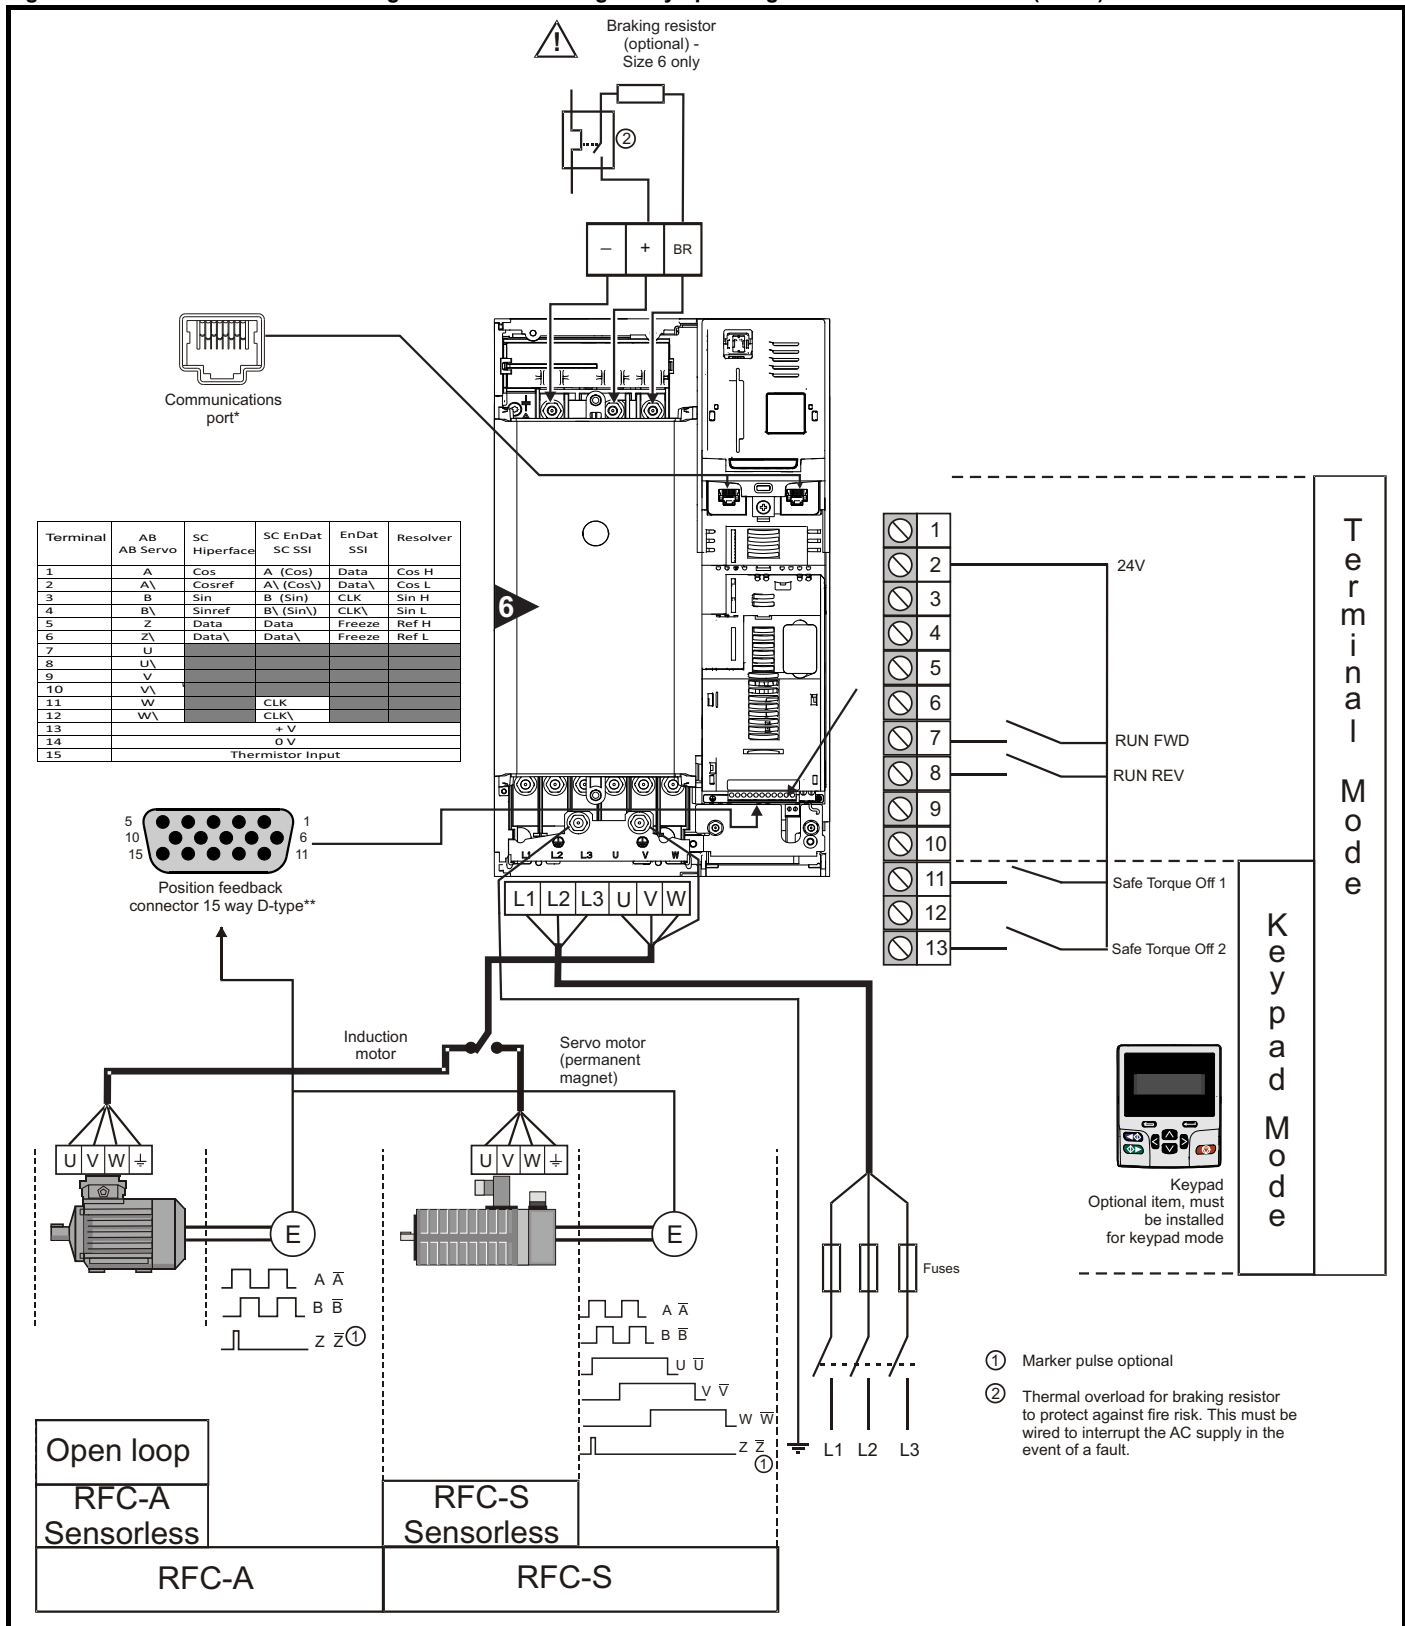 Braking resistor
(optional) -
Size 6 only
2
– + BR
Communications
port*
Terminal AB AB Servo SC Hiperface SC EnDat SC SSI EnDat SSI Resolver
1 A Cos A (Cos) Data Cos H
2 A\ Cosref A\ (Cos\) Data\ Cos L
3 B Sin B (Sin) CLK Sin H
4 B\ Sinref B\ (Sin\) CLK\ Sin L
5 Z Data Data Freeze Ref H
6 Z\ Data\ Data\ Freeze Ref L
7 U
8 U\
9 V
10 V\
11 W CLK
12 W\ CLK\
13 + V
14 0 V
15 Thermistor Input
6
1
2 24V
3
4
5
6
7 RUN FWD
8 RUN REV
9
10
11 Safe Torque Off 1
12
13 Safe Torque Off 2
Terminal Mode
Keypad Mode
5 1
10 6
15 11
Position feedback
connector 15 way D-type**
L1 L2 L3 U V W
L1 L2 L3 U V W
Induction
motor
Servo motor
(permanent
magnet)
U V W
U V W
E
E
A A̅
B B̅
Z Z̅ 1
A A̅
B B̅
U U̅
V V̅
W W̅
Z Z̅
1
Fuses
L1 L2 L3
Keypad
Optional item, must
be installed
for keypad mode
1 Marker pulse optional
2 Thermal overload for braking resistor
to protect against fire risk. This must be
wired to interrupt the AC supply in the
event of a fault.
Open loop
RFC-A
Sensorless
RFC-S
Sensorless
RFC-A
RFC-S